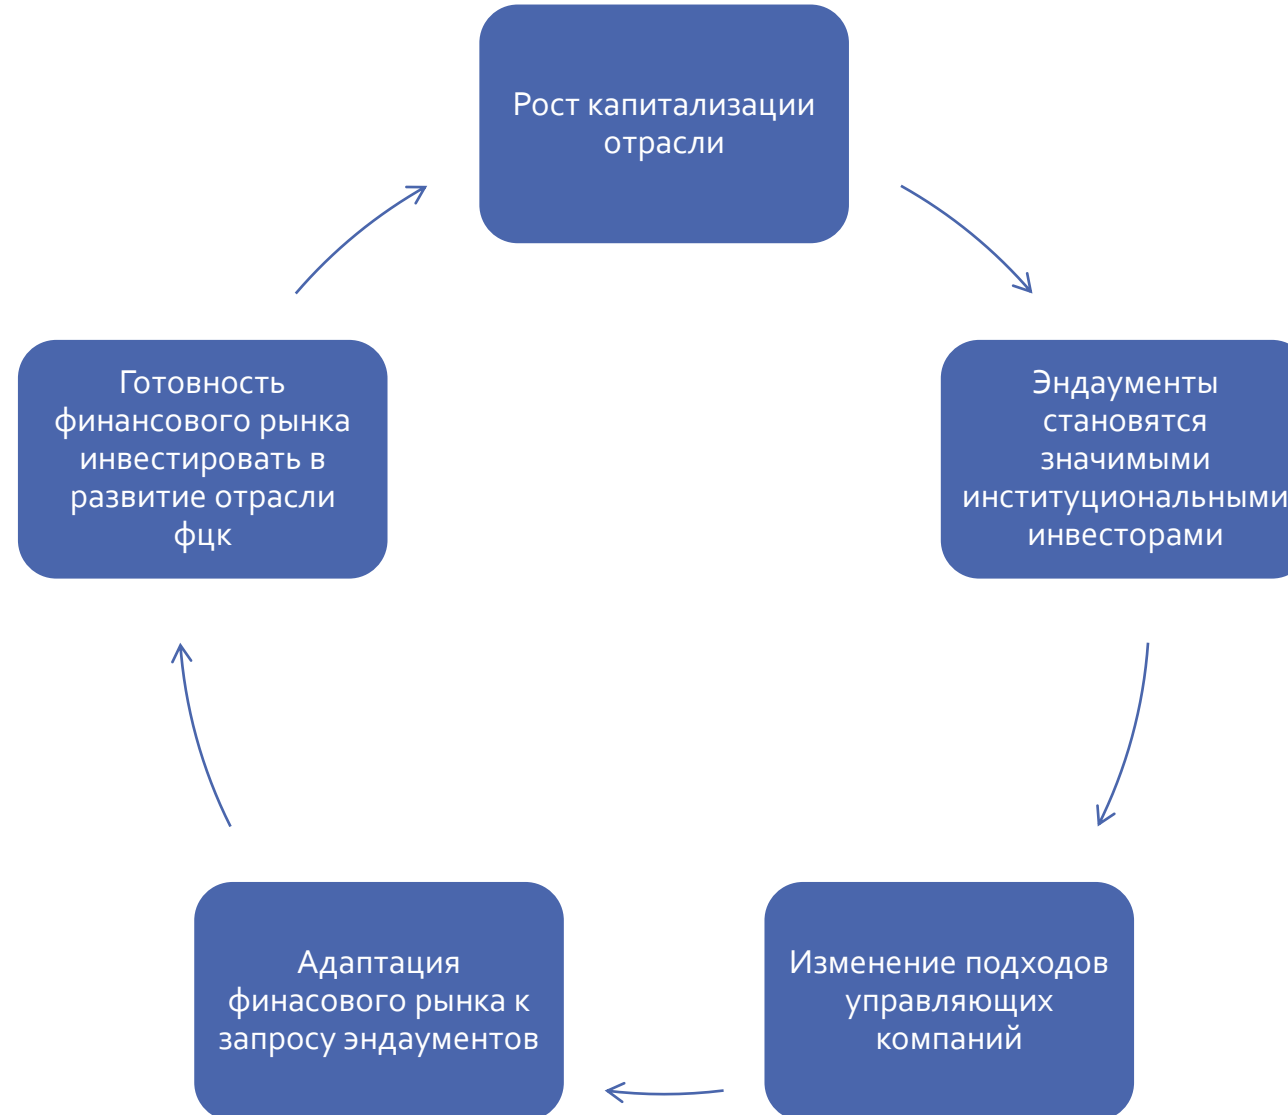 Рост капитализации
отрасли
Эндаументы
становятся
значимыми
институциональными
инвесторами
Изменение подходов
управляющих
компаний
Адаптация
финасового рынка к
запросу эндаументов
Готовность
финансового рынка
инвестировать в
развитие отрасли
фцк